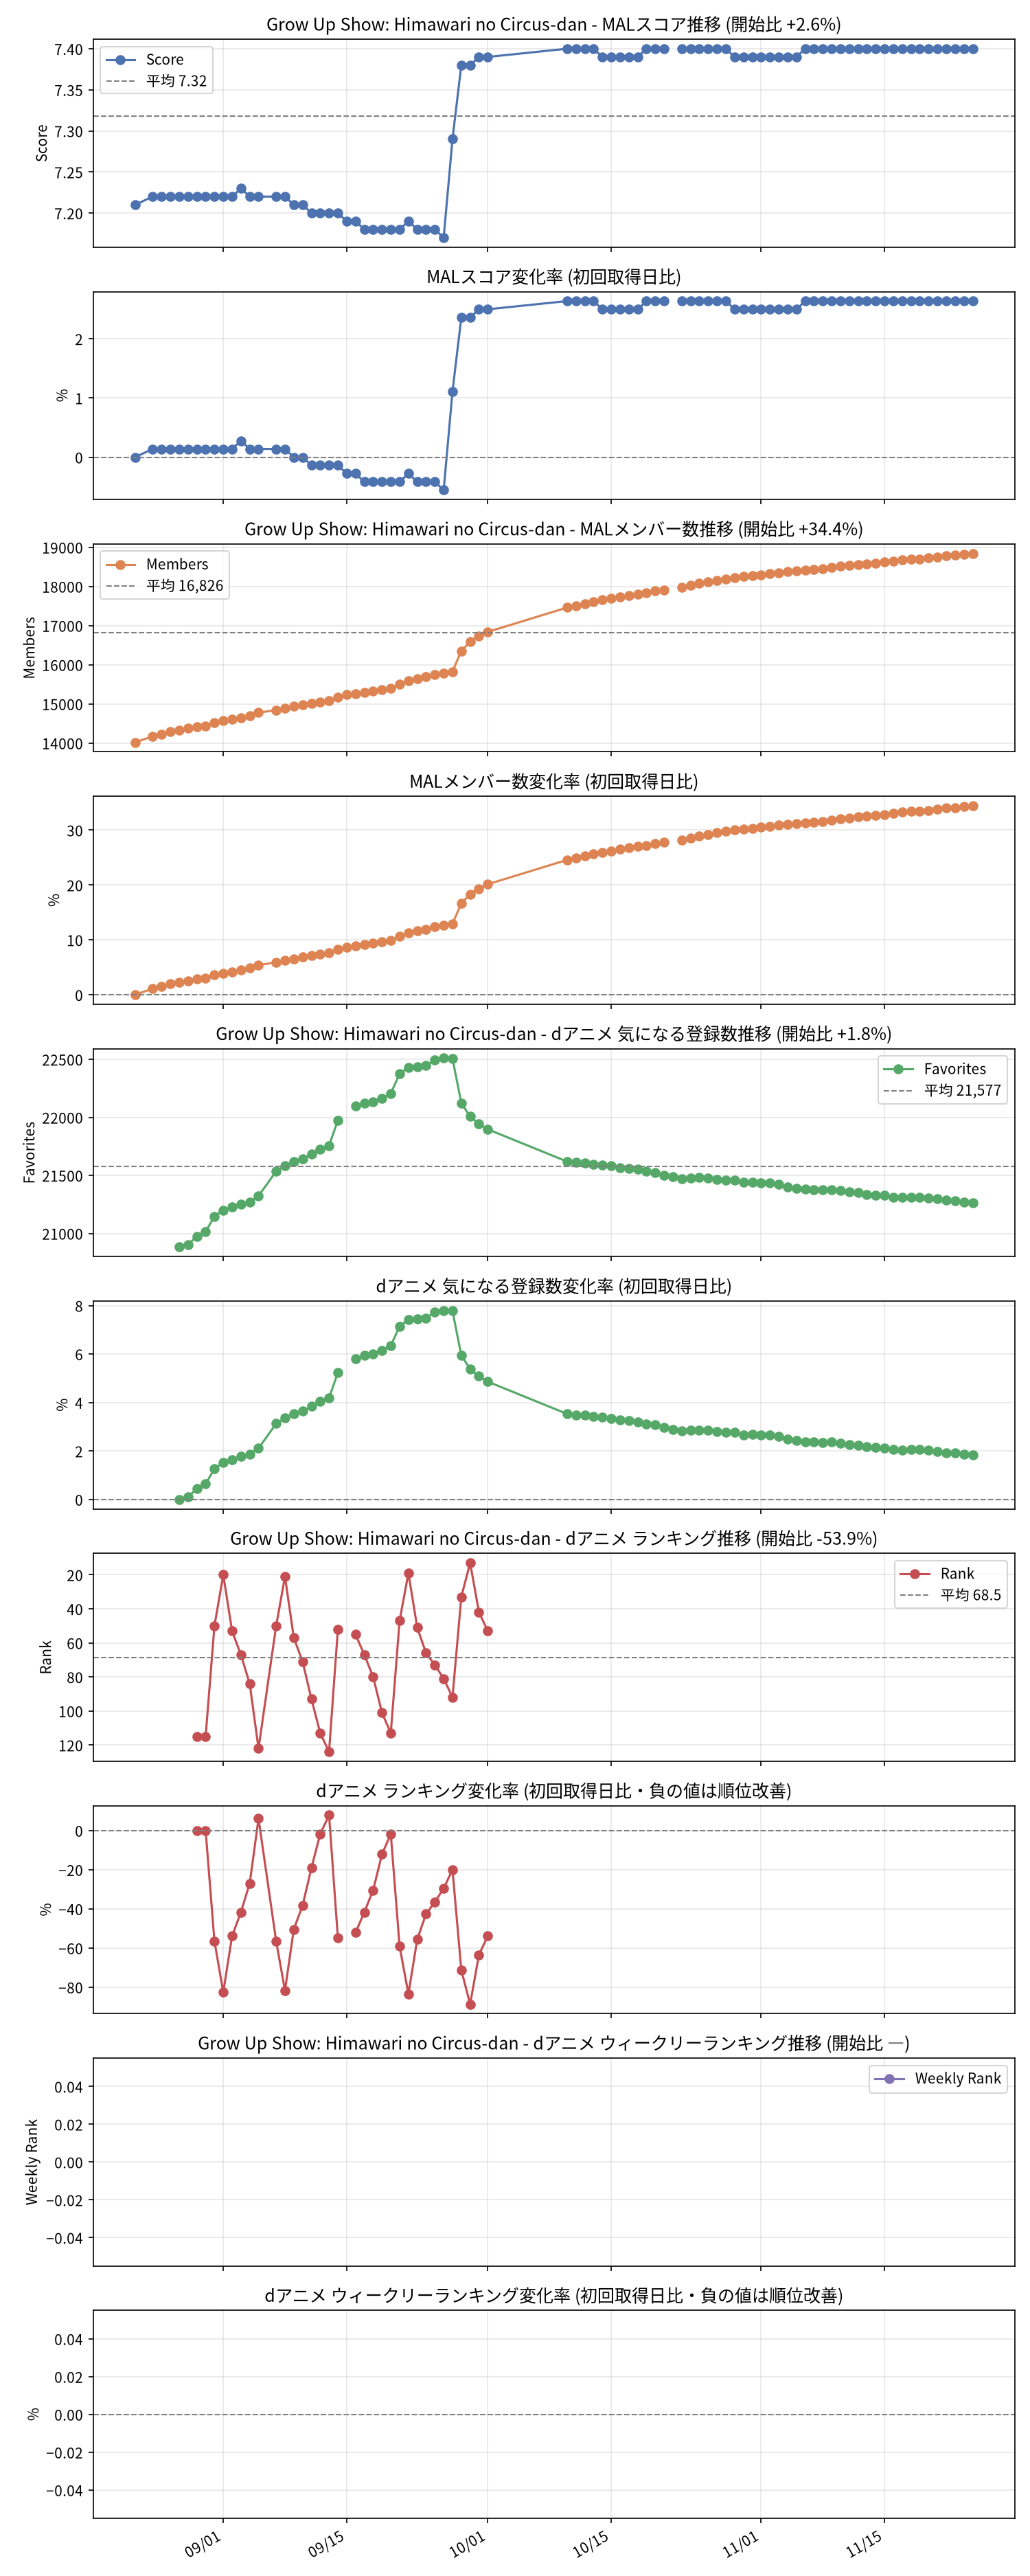 Grow Up Show: Himawari no Circus-dan - MALスコア推移 (開始比 +2.6%)
7.40
7.35
7.30
7.25
7.20
Score
Score
平均 7.32
MALスコア変化率 (初回取得日比)
2
1
0
%
Grow Up Show: Himawari no Circus-dan - MALメンバー数推移 (開始比 +34.4%)
19000
18000
17000
16000
15000
14000
Members
Members
平均 16,826
MALメンバー数変化率 (初回取得日比)
30
20
10
0
%
Grow Up Show: Himawari no Circus-dan - dアニメ 気になる登録数推移 (開始比 +1.8%)
22500
22000
21500
21000
Favorites
Favorites
平均 21,577
dアニメ 気になる登録数変化率 (初回取得日比)
8
6
4
2
0
%
Grow Up Show: Himawari no Circus-dan - dアニメ ランキング推移 (開始比 -53.9%)
20
40
60
80
100
120
Rank
Rank
平均 68.5
dアニメ ランキング変化率 (初回取得日比・負の値は順位改善)
0
−20
−40
−60
−80
%
Grow Up Show: Himawari no Circus-dan - dアニメ ウィークリーランキング推移 (開始比 —)
0.04
0.02
0.00
−0.02
−0.04
Weekly Rank
Weekly Rank
dアニメ ウィークリーランキング変化率 (初回取得日比・負の値は順位改善)
0.04
0.02
0.00
−0.02
−0.04
%
09/01
09/15
10/01
10/15
11/01
11/15